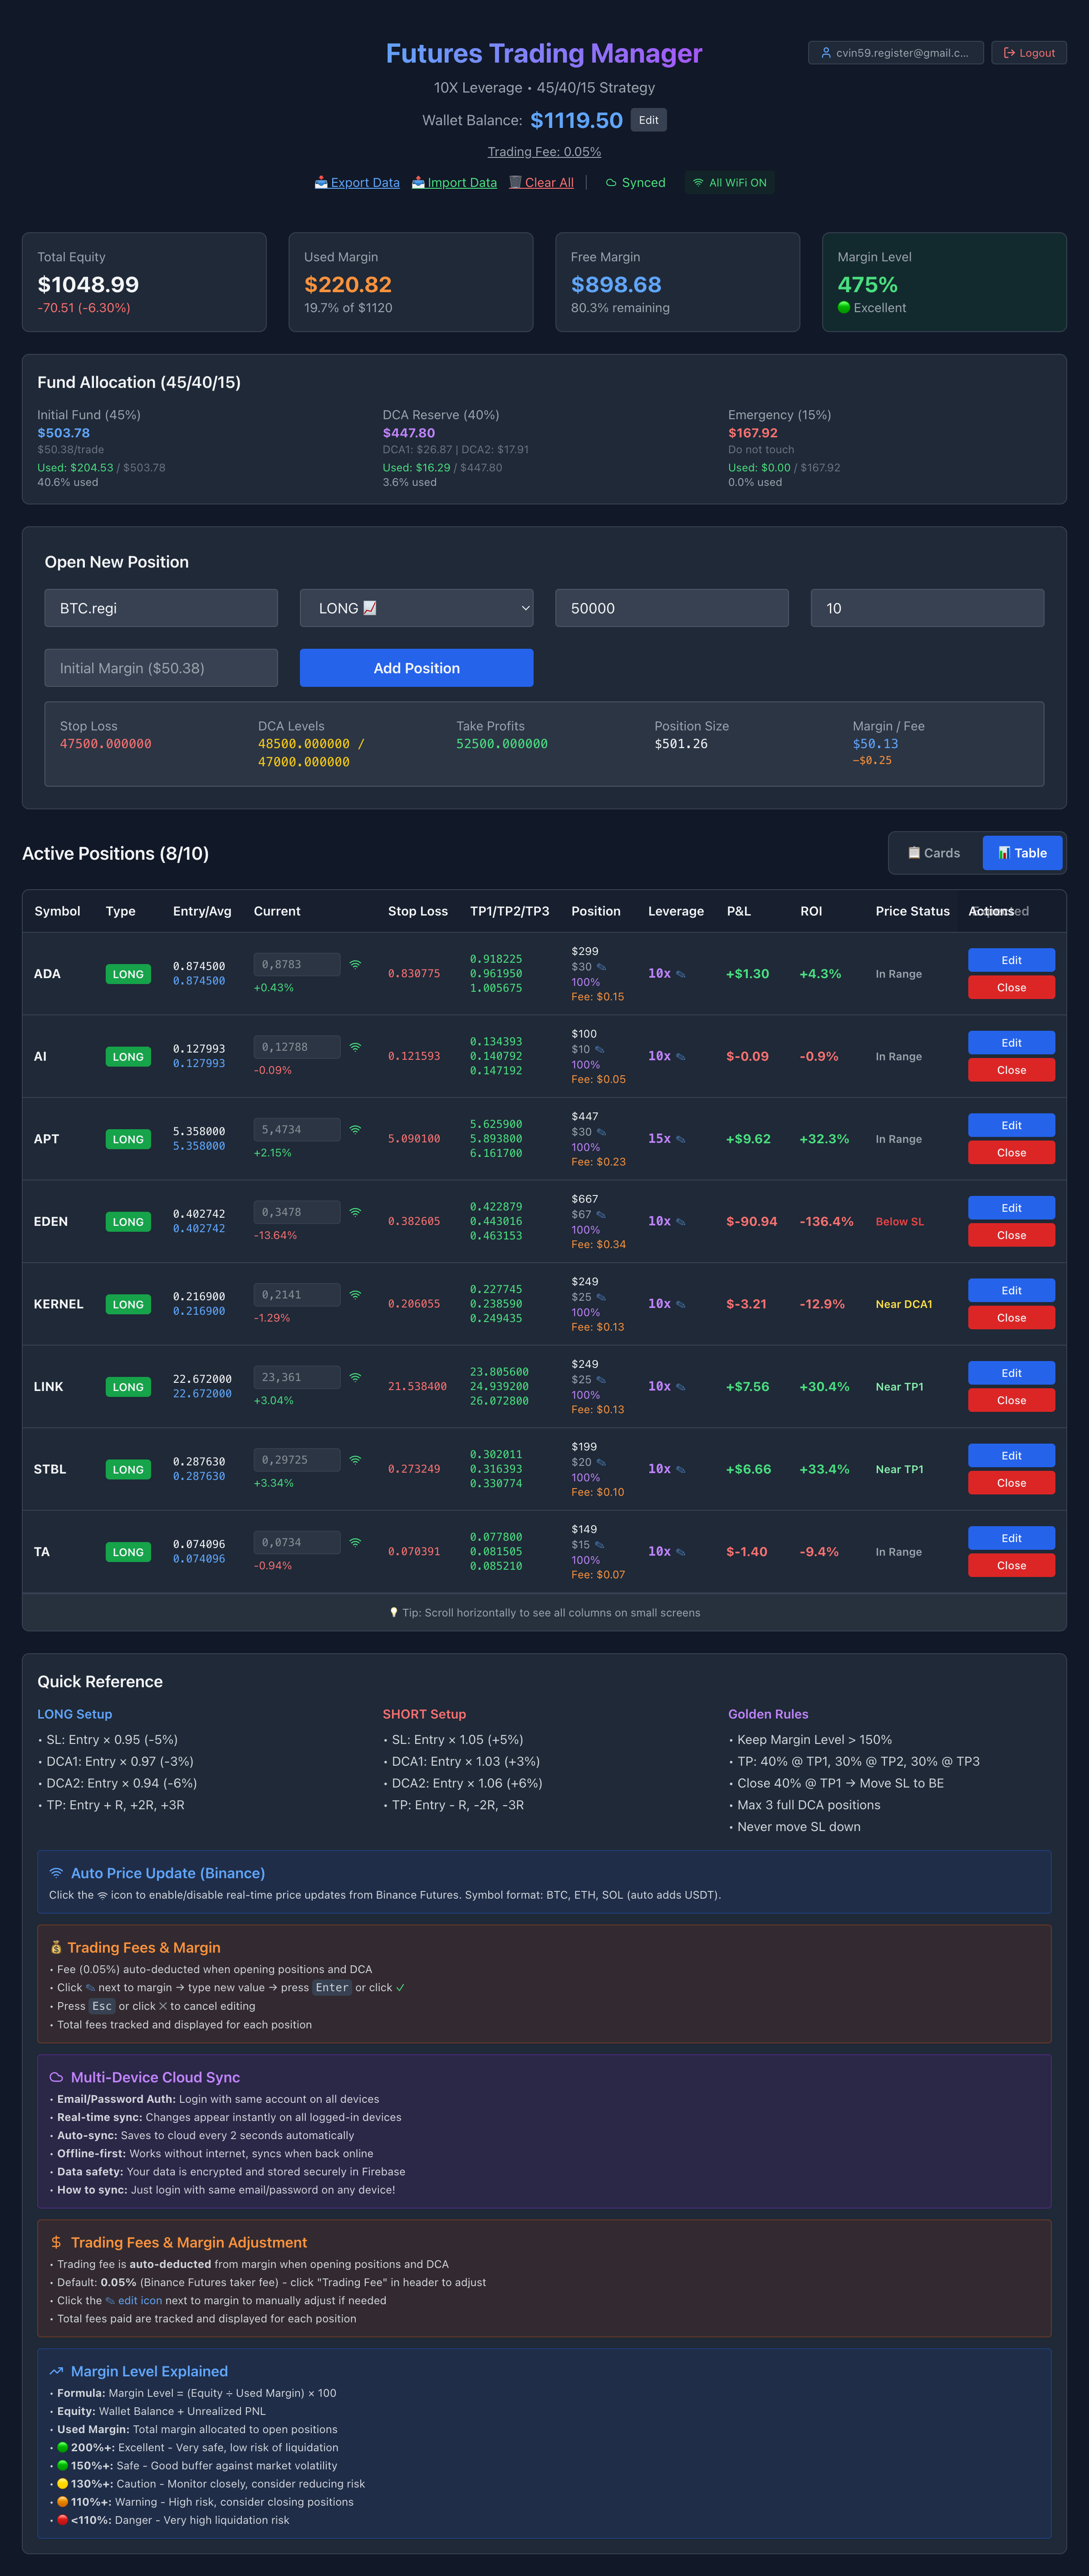 Futures Trading Manager
cvin59.register@gmail.c...
Logout
10X Leverage • 45/40/15 Strategy
Wallet Balance: $1119.50 Edit
Trading Fee: 0.05%
Export Data Import Data Clear All | Synced All WiFi ON
Total Equity
$1048.99
-70.51 (-6.30%)
Used Margin
$220.82
19.7% of $1120
Free Margin
$898.68
80.3% remaining
Margin Level
475%
Excellent
Fund Allocation (45/40/15)
Initial Fund (45%)
$503.78
$50.38/trade
Used: $204.53 / $503.78
40.6% used
DCA Reserve (40%)
$447.80
DCA1: $26.87 | DCA2: $17.91
Used: $16.29 / $447.80
3.6% used
Emergency (15%)
$167.92
Do not touch
Used: $0.00 / $167.92
0.0% used
Open New Position
BTC.regi
LONG
50000
10
Initial Margin ($50.38)
Add Position
Stop Loss
47500.000000
DCA Levels
48500.000000 /
47000.000000
Take Profits
52500.000000
Position Size
$501.26
Margin / Fee
$50.13
-$0.25
Active Positions (8/10)
Cards
Table
Symbol Type Entry/Avg Current Stop Loss TP1/TP2/TP3 Position Leverage P&L ROI Price Status Actions
ADA
LONG
0.874500
0.874500
0,8783
+0.43%
0.830775
0.918225
0.961950
1.005675
$299
$30
100%
Fee: $0.15
10x
+$1.30
+4.3%
In Range
Edit
Close
AI
LONG
0.127993
0.127993
0,12788
-0.09%
0.121593
0.134393
0.140792
0.147192
$100
$10
100%
Fee: $0.05
10x
$-0.09
-0.9%
In Range
Edit
Close
APT
LONG
5.358000
5.358000
5,4734
+2.15%
5.090100
5.625900
5.893800
6.161700
$447
$30
100%
Fee: $0.23
15x
+$9.62
+32.3%
In Range
Edit
Close
EDEN
LONG
0.402742
0.402742
0,3478
-13.64%
0.382605
0.422879
0.443016
0.463153
$667
$67
100%
Fee: $0.34
10x
$-90.94
-136.4%
Below SL
Edit
Close
KERNEL
LONG
0.216900
0.216900
0,2141
-1.29%
0.206055
0.227745
0.238590
0.249435
$249
$25
100%
Fee: $0.13
10x
$-3.21
-12.9%
Near DCA1
Edit
Close
LINK
LONG
22.672000
22.672000
23,361
+3.04%
21.538400
23.805600
24.939200
26.072800
$249
$25
100%
Fee: $0.13
10x
+$7.56
+30.4%
Near TP1
Edit
Close
STBL
LONG
0.287630
0.287630
0,29725
+3.34%
0.273249
0.302011
0.316393
0.330774
$199
$20
100%
Fee: $0.10
10x
+$6.66
+33.4%
Near TP1
Edit
Close
TA
LONG
0.074096
0.074096
0,0734
-0.94%
0.070391
0.077800
0.081505
0.085210
$149
$15
100%
Fee: $0.07
10x
$-1.40
-9.4%
In Range
Edit
Close
Tip: Scroll horizontally to see all columns on small screens
Quick Reference
LONG Setup
• SL: Entry × 0.95 (-5%)
• DCA1: Entry × 0.97 (-3%)
• DCA2: Entry × 0.94 (-6%)
• TP: Entry + R, +2R, +3R
SHORT Setup
• SL: Entry × 1.05 (+5%)
• DCA1: Entry × 1.03 (+3%)
• DCA2: Entry × 1.06 (+6%)
• TP: Entry - R, -2R, -3R
Golden Rules
• Keep Margin Level > 150%
• TP: 40% @ TP1, 30% @ TP2, 30% @ TP3
• Close 40% @ TP1 → Move SL to BE
• Max 3 full DCA positions
• Never move SL down
Auto Price Update (Binance)
Click the icon to enable/disable real-time price updates from Binance Futures. Symbol format: BTC, ETH, SOL (auto adds USDT).
Trading Fees & Margin
• Fee (0.05%) auto-deducted when opening positions and DCA
• Click ✎ next to margin → type new value → press Enter or click ✓
• Press Esc or click ✕ to cancel editing
• Total fees tracked and displayed for each position
Multi-Device Cloud Sync
• Email/Password Auth: Login with same account on all devices
• Real-time sync: Changes appear instantly on all logged-in devices
• Auto-sync: Saves to cloud every 2 seconds automatically
• Offline-first: Works without internet, syncs when back online
• Data safety: Your data is encrypted and stored securely in Firebase
• How to sync: Just login with same email/password on any device!
Trading Fees & Margin Adjustment
• Trading fee is auto-deducted from margin when opening positions and DCA
• Default: 0.05% (Binance Futures taker fee) - click "Trading Fee" in header to adjust
• Click the ✎ edit icon next to margin to manually adjust if needed
• Total fees paid are tracked and displayed for each position
Margin Level Explained
• Formula: Margin Level = (Equity ÷ Used Margin) × 100
• Equity: Wallet Balance + Unrealized PNL
• Used Margin: Total margin allocated to open positions
• 200%+: Excellent - Very safe, low risk of liquidation
• 150%+: Safe - Good buffer against market volatility
• 130%+: Caution - Monitor closely, consider reducing risk
• 110%+: Warning - High risk, consider closing positions
• <110%: Danger - Very high liquidation risk